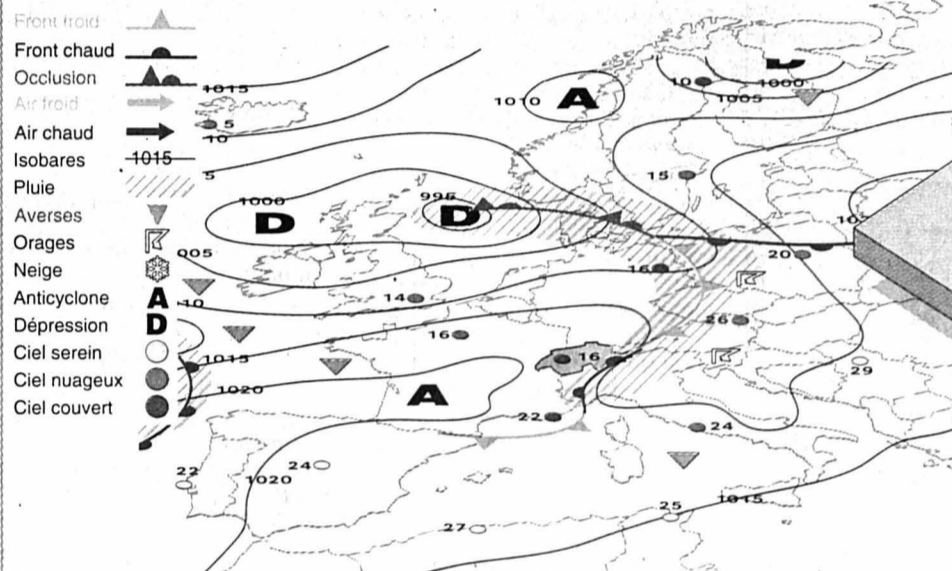 Front froid
Front chaud
Occlusion
Air froid
Air chaud
Isobares 1015
Pluie
Averses
Orages
Neige
Anticyclone A
Dépression D
Ciel serein
Ciel nuageux
Ciel couvert
D
10
1000
1005
1015
1010 A
5
10
15
5
995
1000
D
D
20
005
16
14
10
26
16
16
1015
29
1020
A
22
24
22
24
1020
1015
25
27